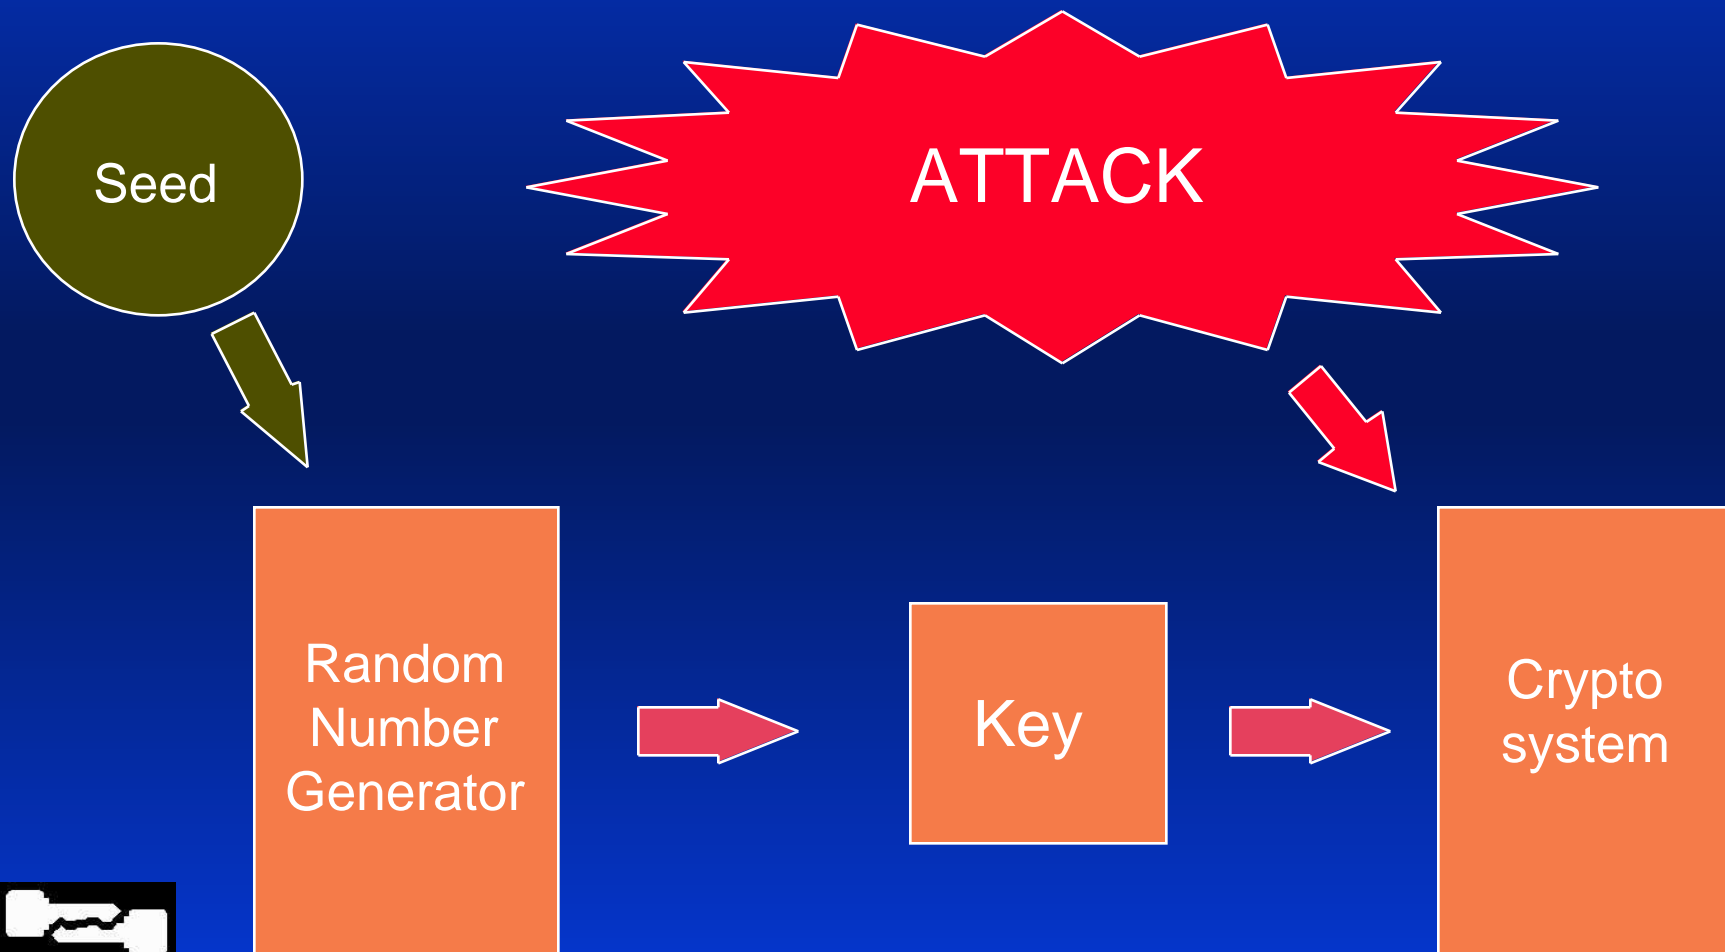 Seed
ATTACK
Random
Number
Generator
Key
Crypto
system